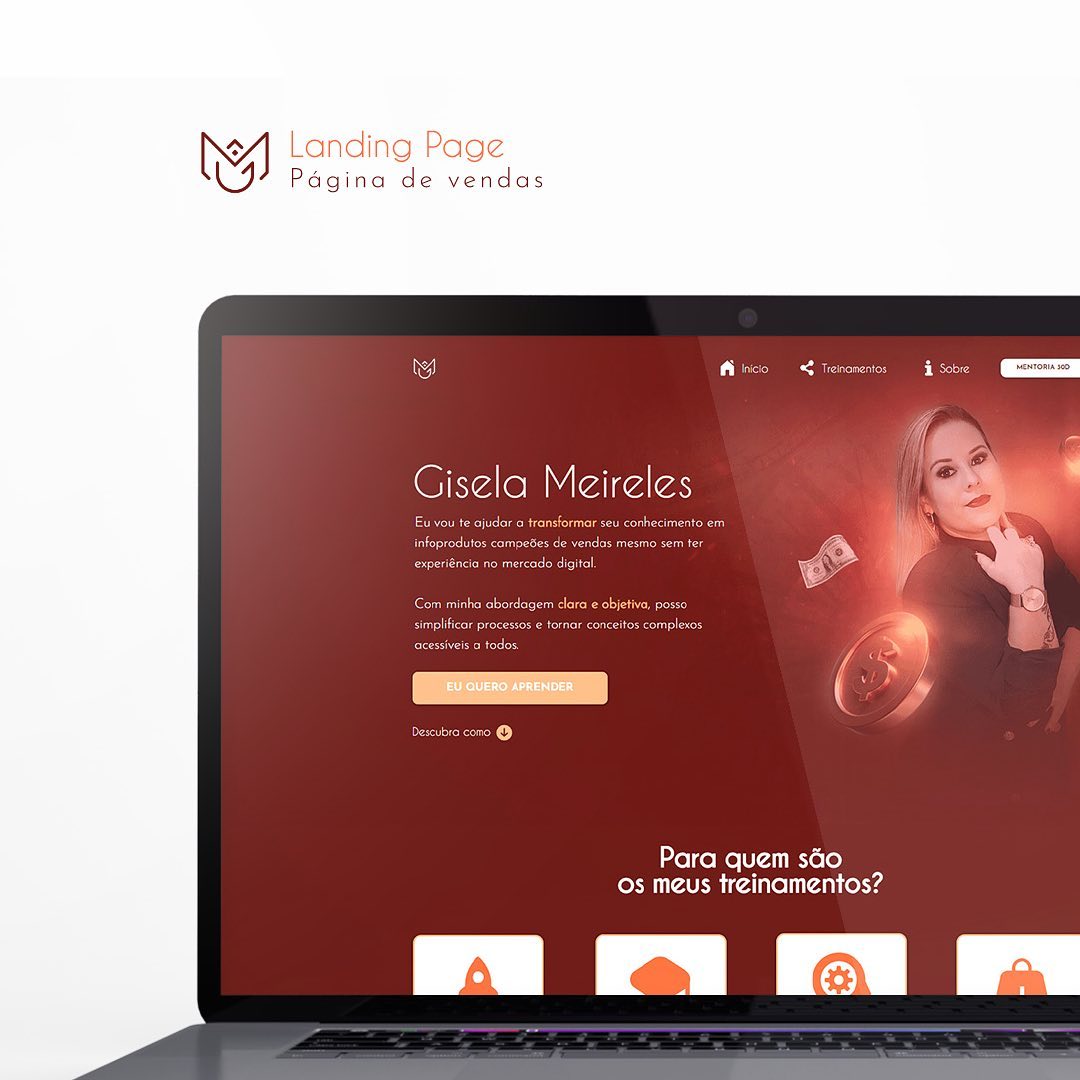 Landing Page
Página de vendas
Início
Treinamentos
Sobre
MENTORIA 30D
Gisela Meireles
Eu vou te ajudar a transformar seu conhecimento em
infoprodutos campeões de vendas mesmo sem ter
experiência no mercado digital.
Com minha abordagem clara e objetiva, posso
simplificar processos e tornar conceitos complexos
acessíveis a todos.
EU QUERO APRENDER
Descubra como
Para quem são
os meus treinamentos?